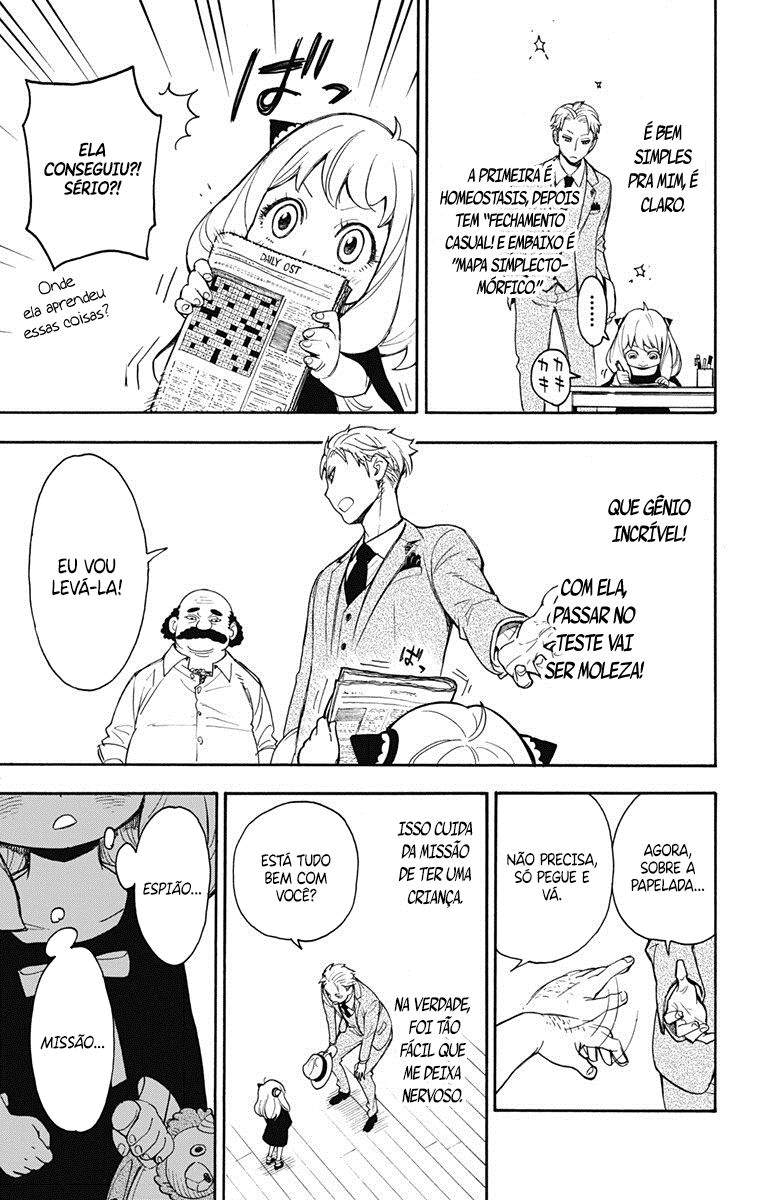 É BEM
SIMPLES
PRA MIM, É
CLARO.
A PRIMEIRA É
HOMEOSTASIS, DEPOIS
TEM "FECHAMENTO
CASUAL! E EMBAIXO É
"MAPA SIMPLECTO-
MÓRFICO."
カキ
カキ
ばっ
ELA
CONSEGUIU?!
SÉRIO?!
Onde
ela aprendeu
essas coisas?
DAILY OST
QUE GÊNIO
INCRÍVEL!
COM ELA,
PASSAR NO
TESTE VAI
SER MOLEZA!
ばっ
EU VOU
LEVÁ-LA!
AGORA,
SOBRE A
PAPELADA...
NÃO PRECISA,
SÓ PEGUE E
VÁ.
ISSO CUIDA
DA MISSÃO
DE TER UMA
CRIANÇA.
ESTÁ TUDO
BEM COM
VOCÊ?
NA VERDADE,
FOI TÃO
FÁCIL QUE
ME DEIXA
NERVOSO.
ESPIÃO...
MISSÃO...